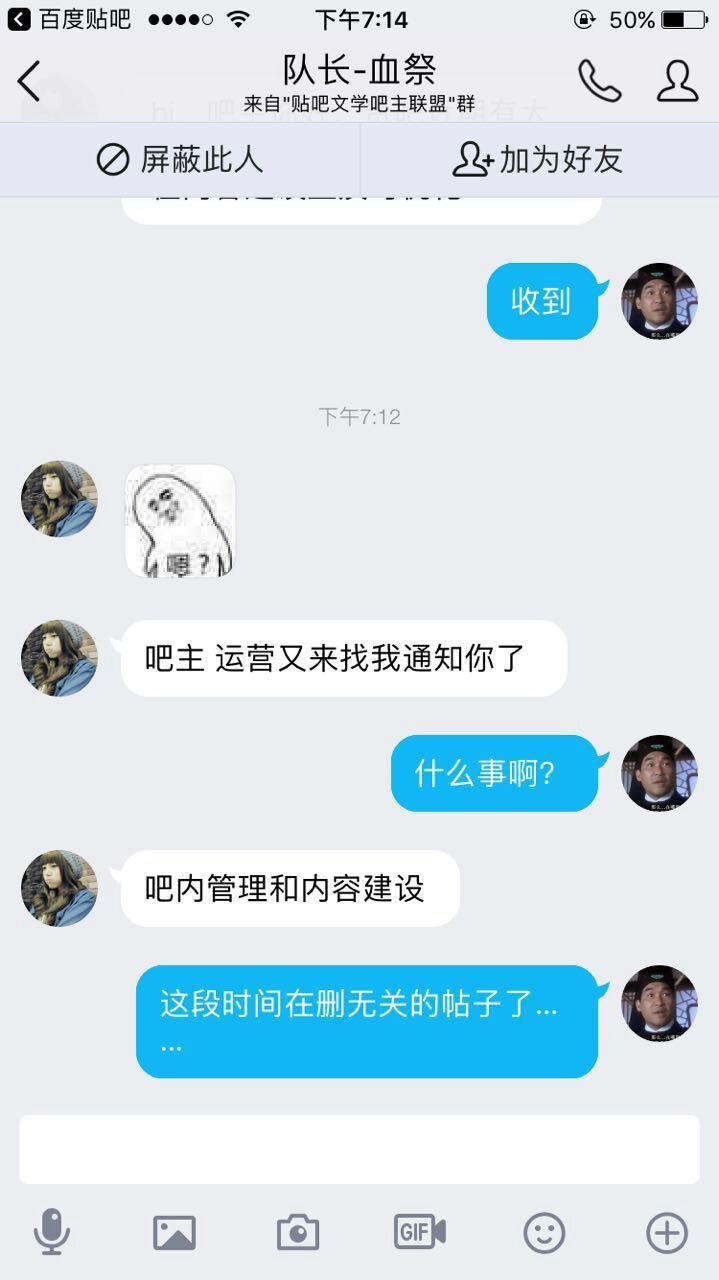 百度贴吧 下午7:14 50%
队长-血祭
来自"贴吧文学吧主联盟"群
屏蔽此人 加为好友
收到
下午7:12
嗯?
吧主 运营又来找我通知你了
什么事啊?
吧内管理和内容建设
这段时间在删无关的帖子了...
...
GIF